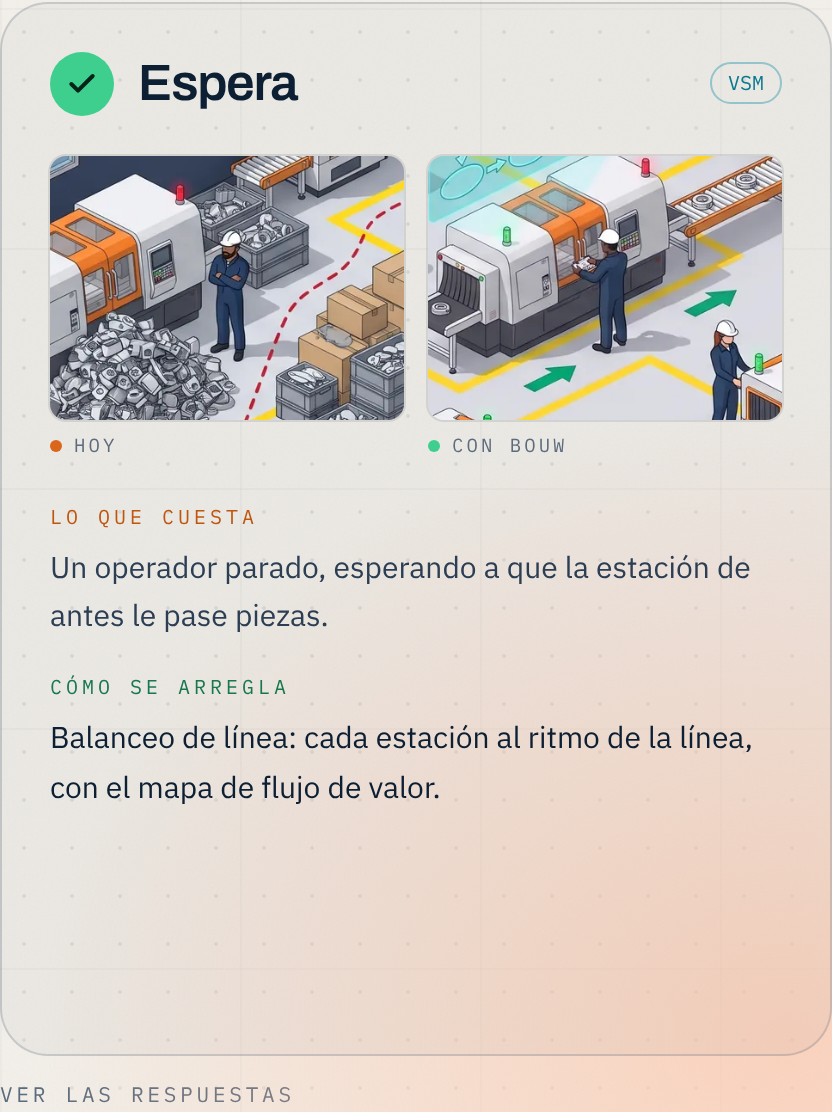 Espera
VSM
HOY
CON BOUW
LO QUE CUESTA
Un operador parado, esperando a que la estación de
antes le pase piezas.
CÓMO SE ARREGLA
Balanceo de línea: cada estación al ritmo de la línea,
con el mapa de flujo de valor.
VER LAS RESPUESTAS